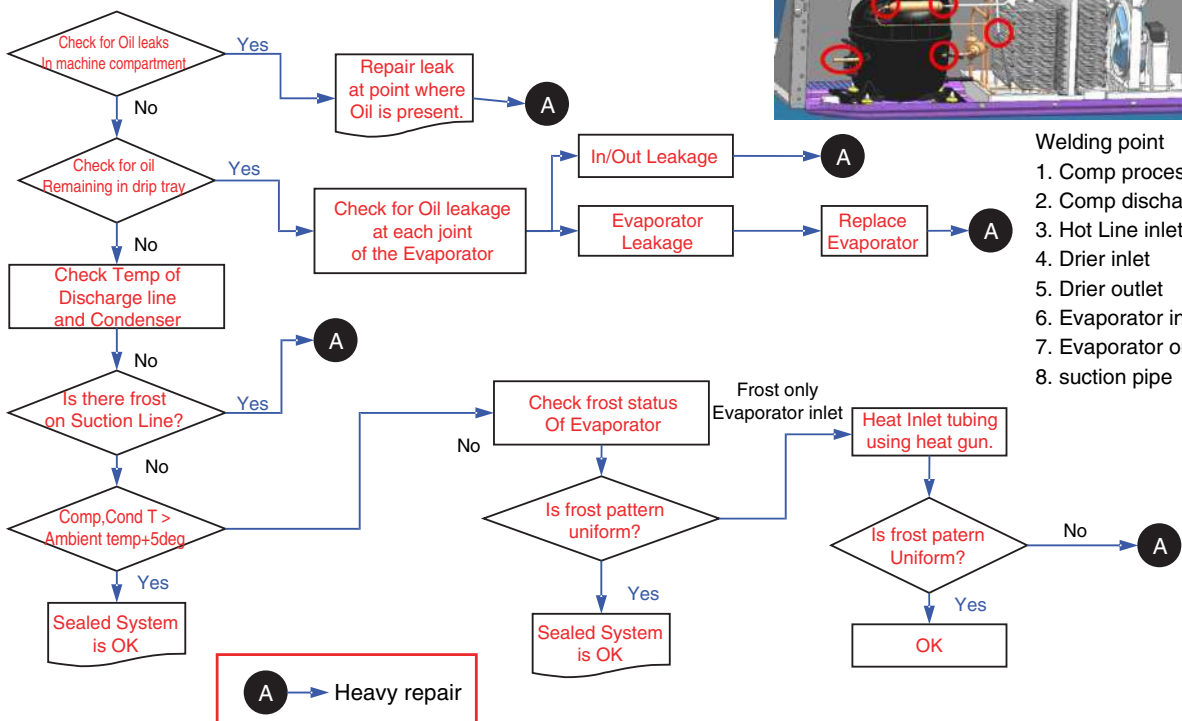 Check for Oil leaks
In machine compartment
Yes
Repair leak
at point where
Oil is present.
A
No
Check for oil
Remaining in drip tray
Yes
Check for Oil leakage
at each joint
of the Evaporator
In/Out Leakage
A
Evaporator
Leakage
Replace
Evaporator
A
No
Check Temp of
Discharge line
and Condenser
No
A
Is there frost
on Suction Line?
Yes
No
Comp,Cond T >
Ambient temp+5deg
Yes
Sealed System
is OK
No
Check frost status
Of Evaporator
Is frost pattern
uniform?
Yes
Sealed System
is OK
Frost only
Evaporator inlet
Heat Inlet tubing
using heat gun.
Is frost patern
Uniform?
No
A
Yes
OK
A
Heavy repair
Welding point
1. Comp
2. Comp
3. Hot Line inlet
4. Drier inlet
5. Drier outlet
6. Evaporator
7. Evaporator
8. suction pipe